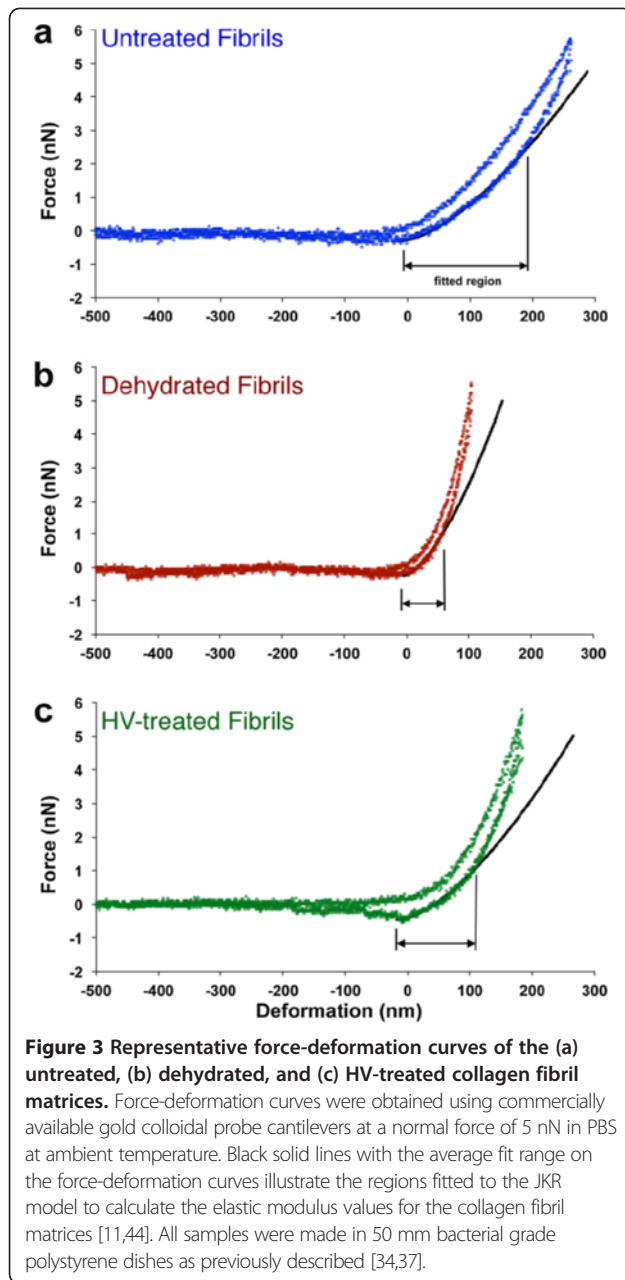 a
Untreated Fibrils
Force (nN)
6
5
4
3
2
1
0
-1
-2
fitted region
-500 -400 -300 -200 -100 0 100 200 300
b
Dehydrated Fibrils
Force (nN)
6
5
4
3
2
1
0
-1
-2
-500 -400 -300 -200 -100 0 100 200 300
c
HV-treated Fibrils
Force (nN)
6
5
4
3
2
1
0
-1
-2
-500 -400 -300 -200 -100 0 100 200 300
Deformation (nm)
Figure 3 Representative force-deformation curves of the (a)
untreated, (b) dehydrated, and (c) HV-treated collagen fibril
matrices. Force-deformation curves were obtained using commercially
available gold colloidal probe cantilevers at a normal force of 5 nN in PBS
at ambient temperature. Black solid lines with the average fit range on
the force-deformation curves illustrate the regions fitted to the JKR
model to calculate the elastic modulus values for the collagen fibril
matrices [11,44]. All samples were made in 50 mm bacterial grade
polystyrene dishes as previously described [34,37].